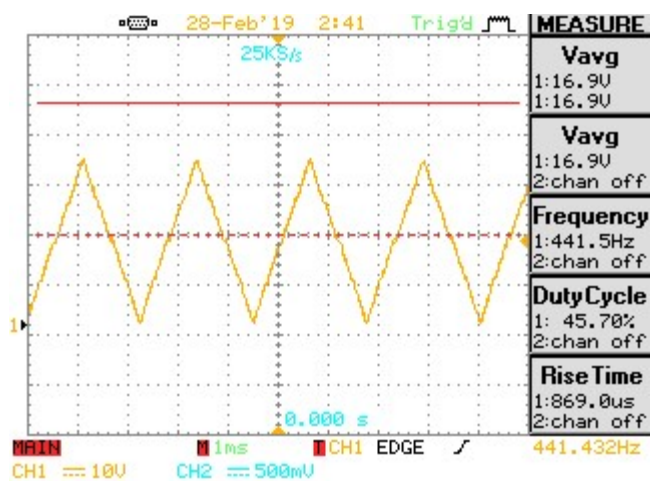 28-Feb'19 2:41 Trig'd MEASURE
25KS/s
Vavg
1:16.9V
1:16.9V
Vavg
1:16.9V
2:chan off
Frequency
1:441.5Hz
2:chan off
DutyCycle
1: 45.70%
2:chan off
Rise Time
1:869.0us
2:chan off
1
0.000 s
MAIN M 1ms T CH1 EDGE 441.432Hz
CH1 10V CH2 500mV